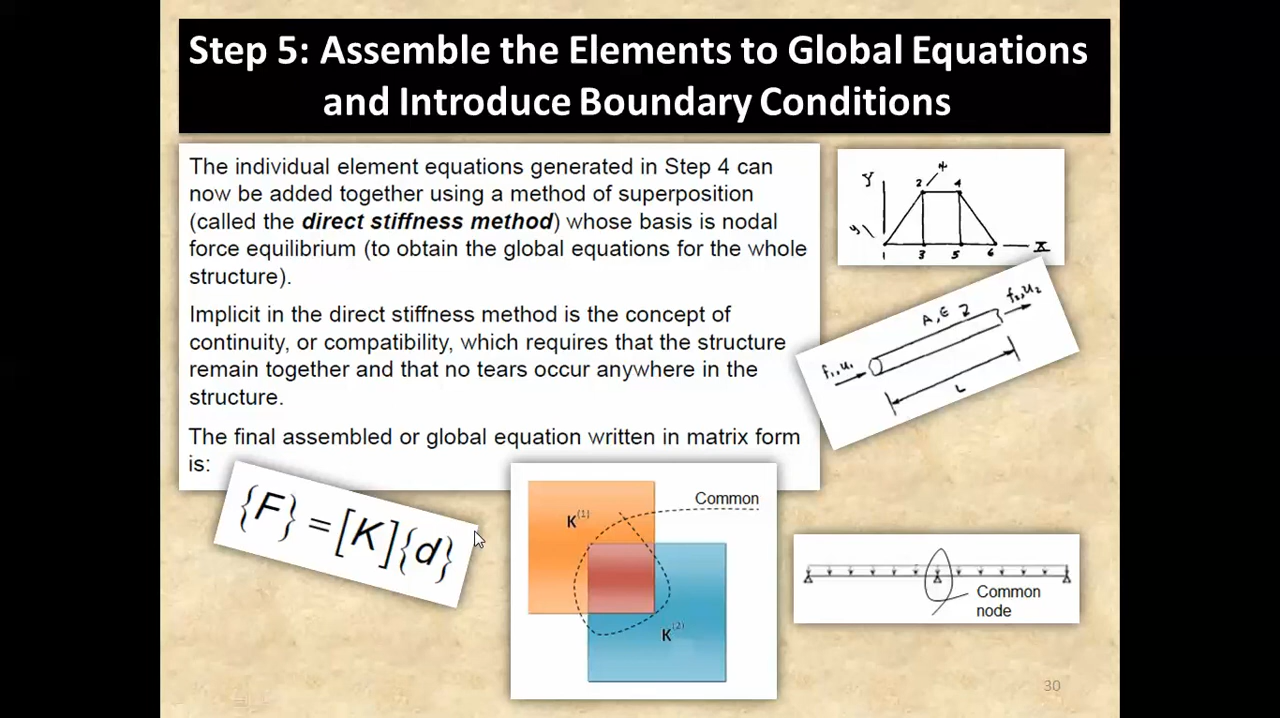 Step 5: Assemble the Elements to Global Equations
and Introduce Boundary Conditions
The individual element equations generated in Step 4 can
now be added together using a method of superposition
(called the direct stiffness method) whose basis is nodal
force equilibrium (to obtain the global equations for the whole
structure).
Implicit in the direct stiffness method is the concept of
continuity, or compatibility, which requires that the structure
remain together and that no tears occur anywhere in the
structure.
The final assembled or global equation written in matrix form
is:
{F} = [K]{d}
Y
2
4
y
1
3
5
6
A, E
f₂, u₂
f₁, u₁
L
Common
K⁽¹⁾
K⁽²⁾
Common
node
30